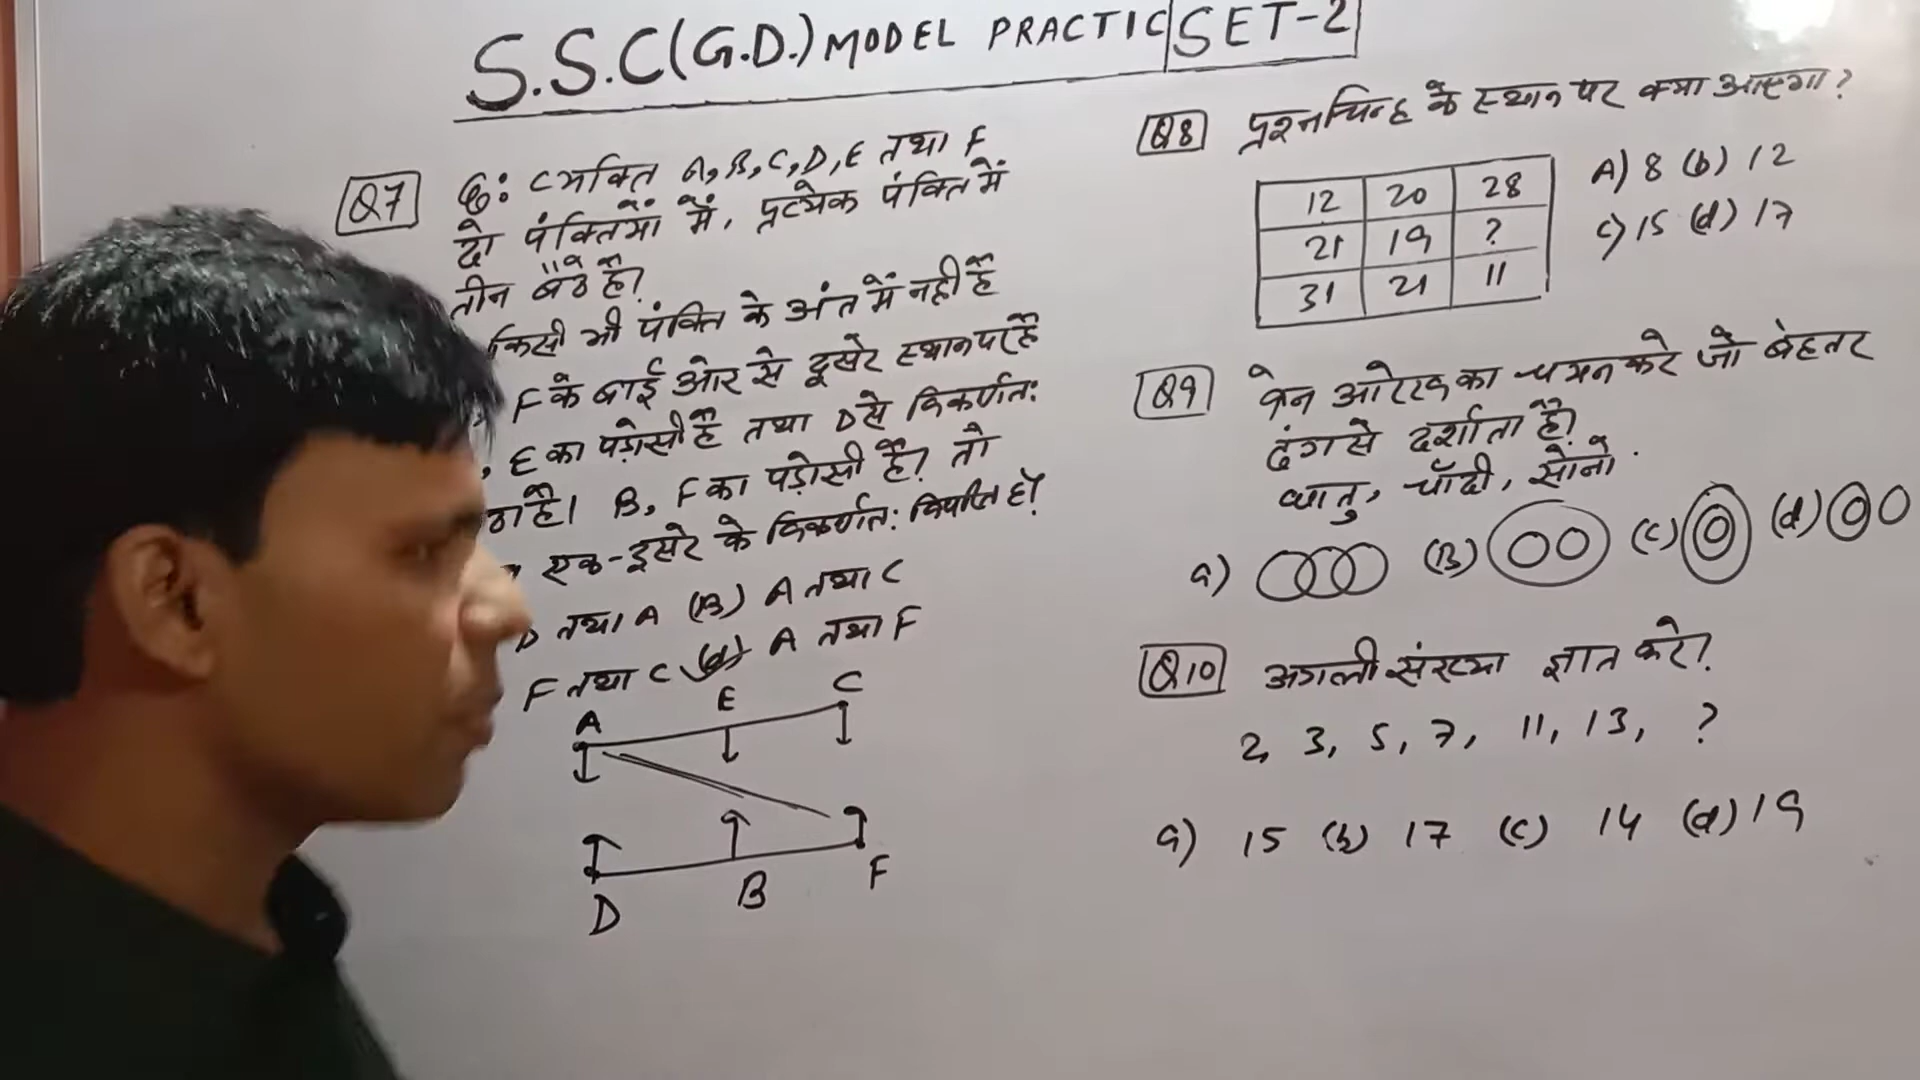 S.S.C(G.D.) MODEL PRACTIC SET-2
Q7 छ: व्यक्ति A, B, C, D, E तथा F
दो पंक्तियों में, प्रत्येक पंक्ति में
तीन बैठे हैं।
किसी भी पंक्ति के अंत में नही है
F के बाई ओर से दूसरे स्थान पर है
, E का पड़ोसी है तथा D से विकर्णत:
है। B, F का पड़ोसी है। तो
एक-दूसरे के विकर्णत: विपरीत है।
D तथा A (B) A तथा C
F तथा C (d) A तथा F
A E C
D B F
Q8 प्रश्नचिन्ह के स्थान पर क्या आएगा?
12 20 28
21 19 ?
31 21 11
A) 8 (b) 12
c) 15 (d) 17
Q9 वेन आरेख का चयन करे जो बेहतर
ढंग से दर्शाता है।
धातु, चाँदी, सोना.
a) (B) (c) (d)
Q10 अगली संख्या ज्ञात करे।
2, 3, 5, 7, 11, 13, ?
a) 15 (b) 17 (c) 14 (d) 19